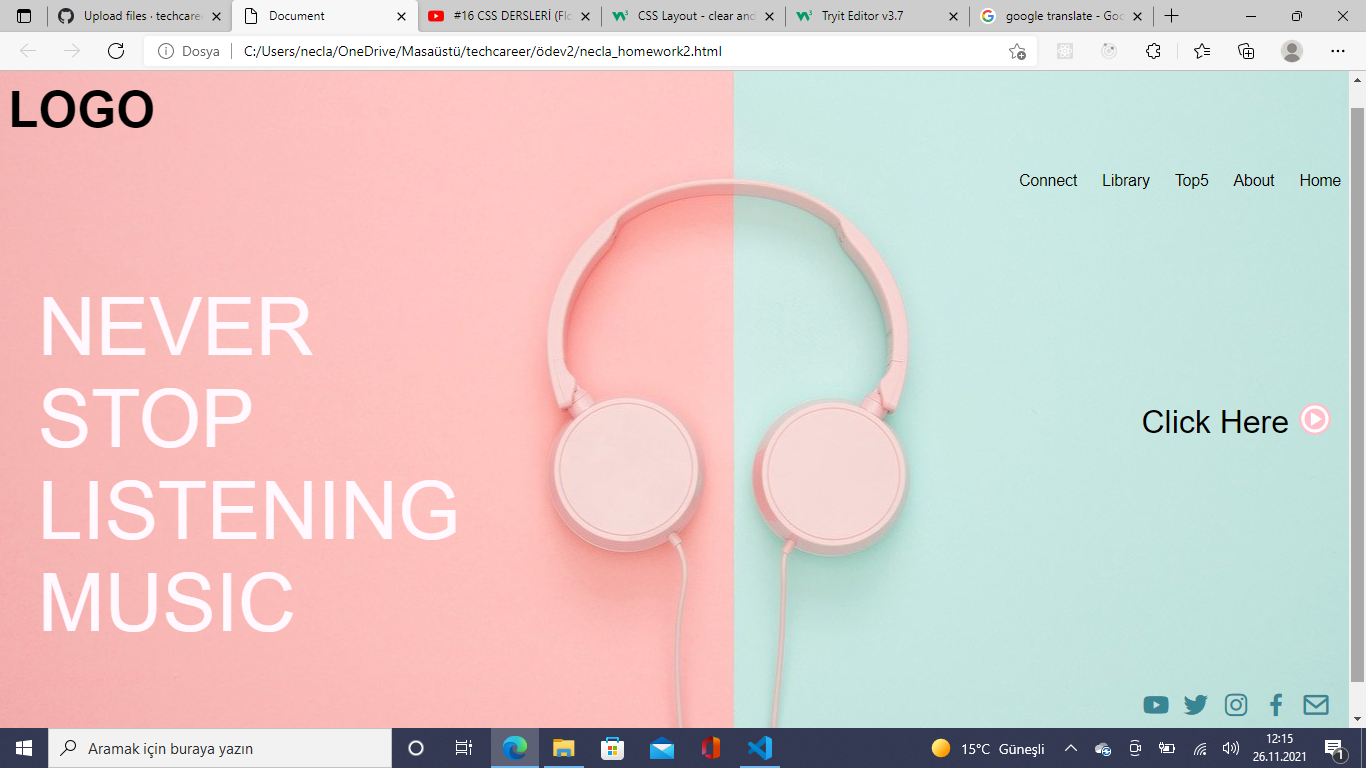 Upload files · techcaree
Document
#16 CSS DERSLERİ (Flo
CSS Layout - clear and
Tryit Editor v3.7
google translate - Goo
Dosya
C:/Users/necla/OneDrive/Masaüstü/techcareer/ödev2/necla_homework2.html
LOGO
Connect Library Top5 About Home
NEVER
STOP
LISTENING
MUSIC
Click Here
Aramak için buraya yazın
15°C Güneşli
12:15
26.11.2021
1